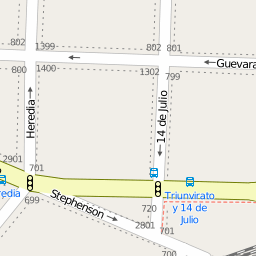 1399
802
801
800
1400
1302
799
Guevara
Heredia
14 de Julio
2901
701
redia
699
Stephenson
Triunvirato
y 14 de
Julio
720
2801
701
700